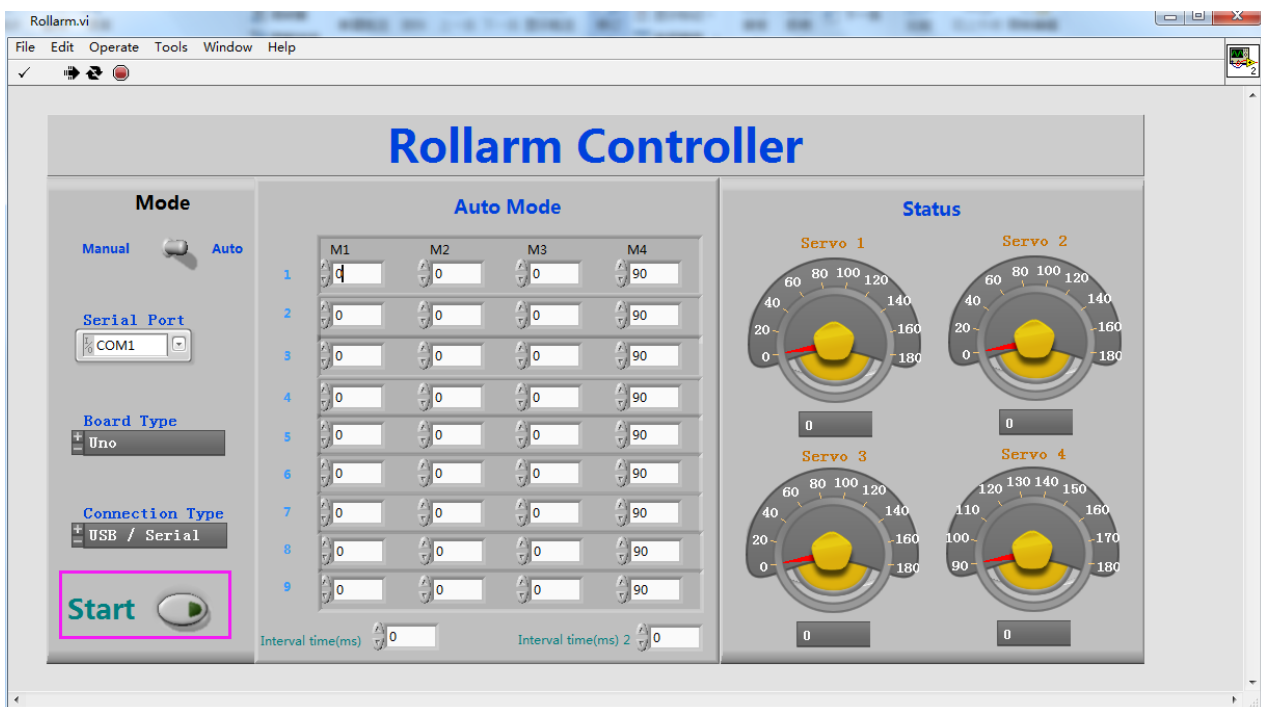 Rollarm.vi
File Edit Operate Tools Window Help
2
Rollarm Controller
Mode
Manual Auto
Serial Port
I/O COM1
Board Type
Uno
Connection Type
USB / Serial
Start
Auto Mode
M1 M2 M3 M4
1 0 0 0 90
2 0 0 0 90
3 0 0 0 90
4 0 0 0 90
5 0 0 0 90
6 0 0 0 90
7 0 0 0 90
8 0 0 0 90
9 0 0 0 90
Interval time(ms) 0 Interval time(ms) 2 0
Status
Servo 1
0 20 40 60 80 100 120 140 160 180
0
Servo 2
0 20 40 60 80 100 120 140 160 180
0
Servo 3
0 20 40 60 80 100 120 140 160 180
0
Servo 4
90 100 110 120 130 140 150 160 170 180
0